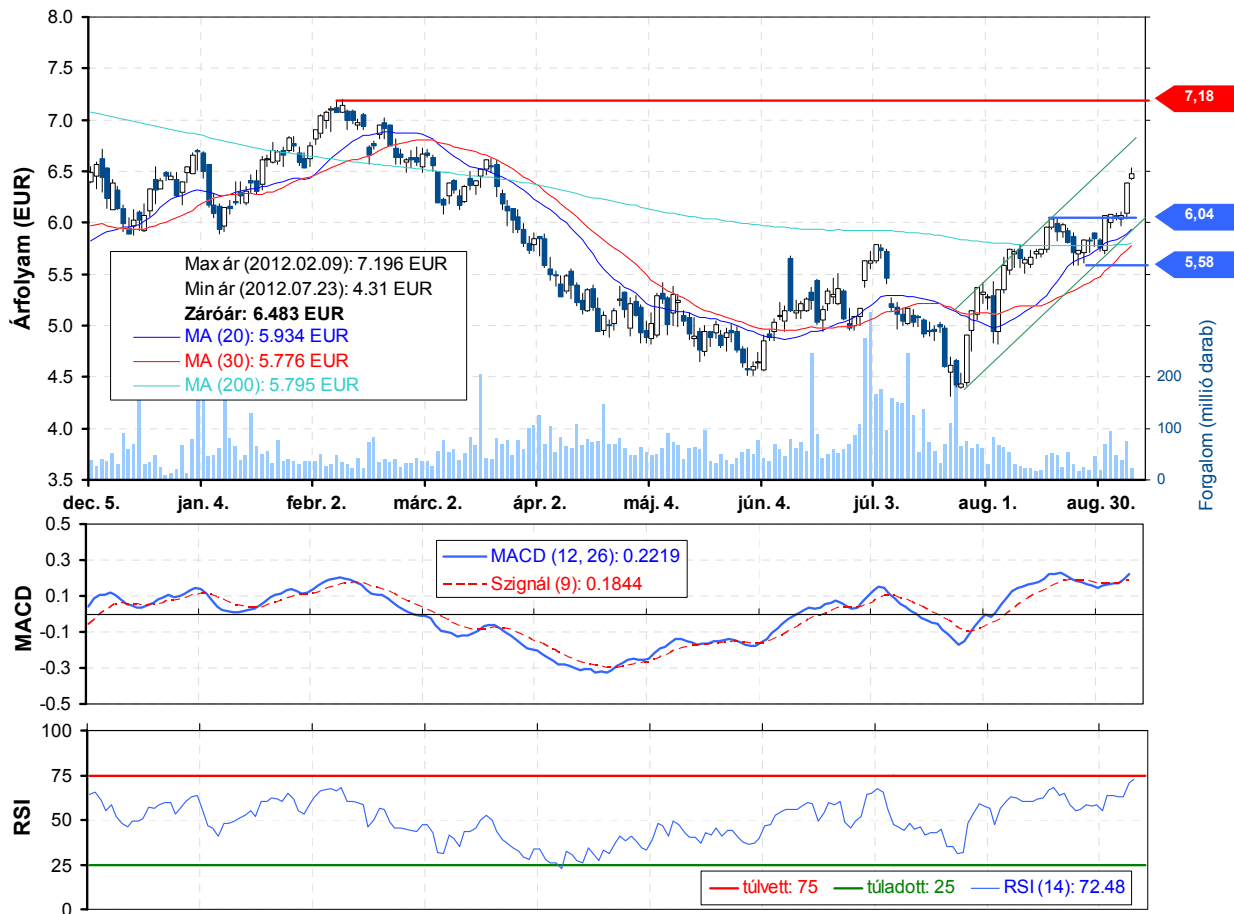 8.0
7.5
7.0
6.5
6.0
5.5
5.0
4.5
4.0
3.5
Árfolyam (EUR)
7,18
6,04
5,58
Max ár (2012.02.09): 7.196 EUR
Min ár (2012.07.23): 4.31 EUR
Záróár: 6.483 EUR
MA (20): 5.934 EUR
MA (30): 5.776 EUR
MA (200): 5.795 EUR
200
100
0
Forgalom (millió darab)
dec. 5. jan. 4. febr. 2. márc. 2. ápr. 2. máj. 4. jún. 4. júl. 3. aug. 1. aug. 30.
0.5
0.3
0.1
-0.1
-0.3
-0.5
MACD
MACD (12, 26): 0.2219
Szignál (9): 0.1844
100
75
50
25
0
RSI
túlvett: 75 túladott: 25 RSI (14): 72.48